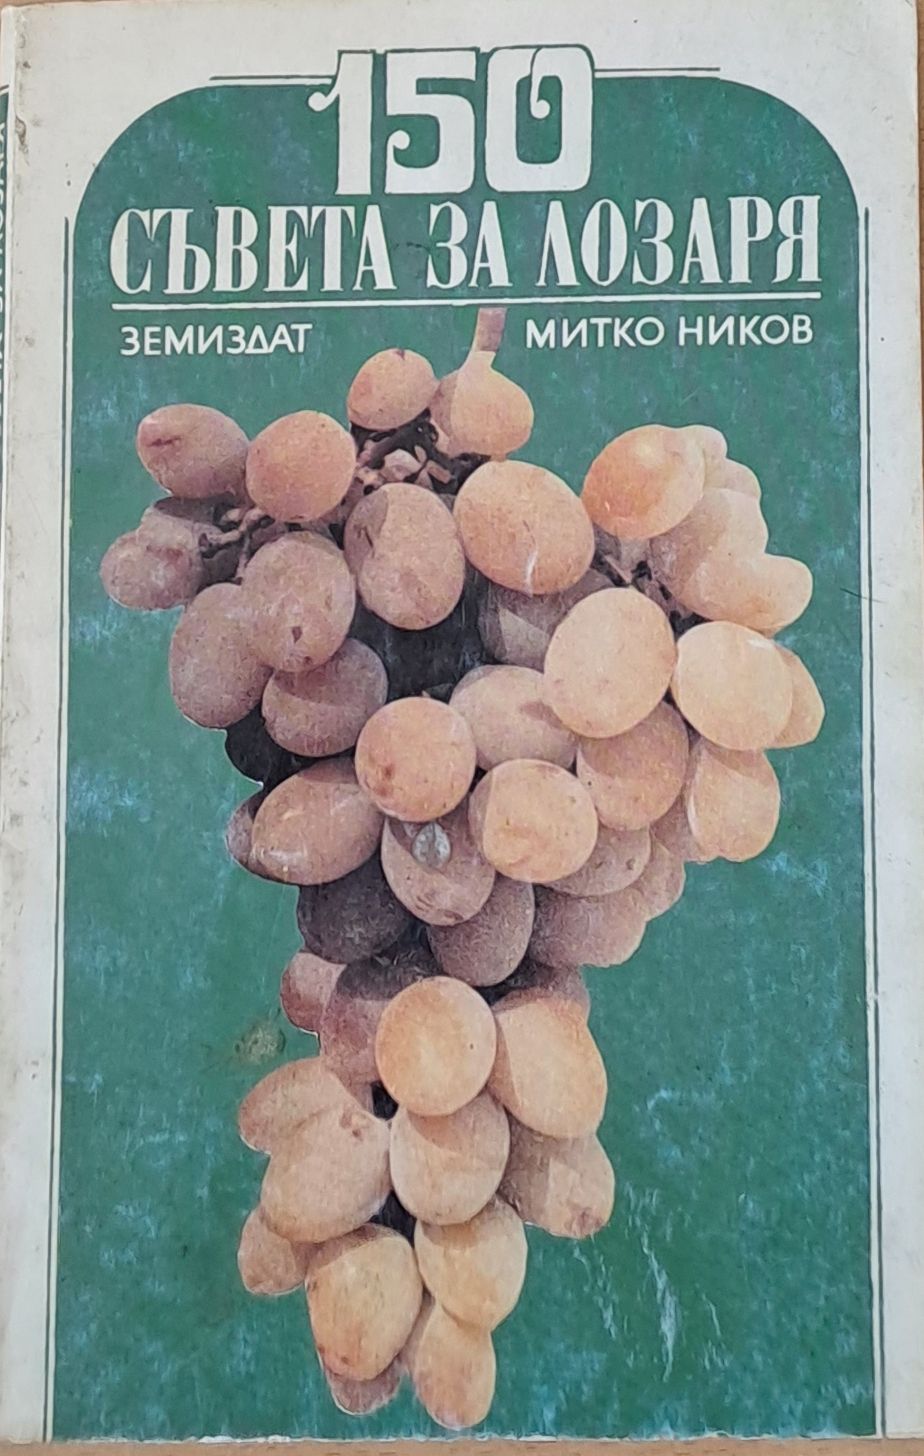 150
СЪВЕТА ЗА ЛОЗАРЯ
ЗЕМИЗДАТ
МИТКО НИКОВ